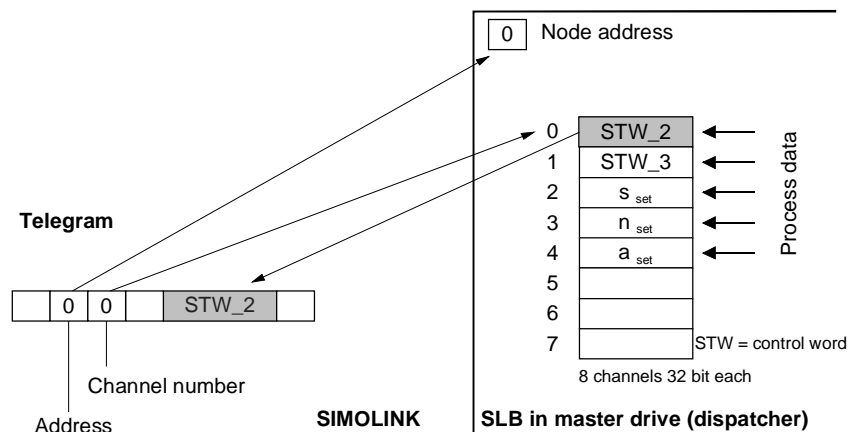 0 Node address
0 STW_2
1 STW_3
2 s set
3 n set
4 a set
5
6
7
Process data
STW = control word
8 channels 32 bit each
Telegram
0 0 STW_2
Channel number
Address
SIMOLINK
SLB in master drive (dispatcher)